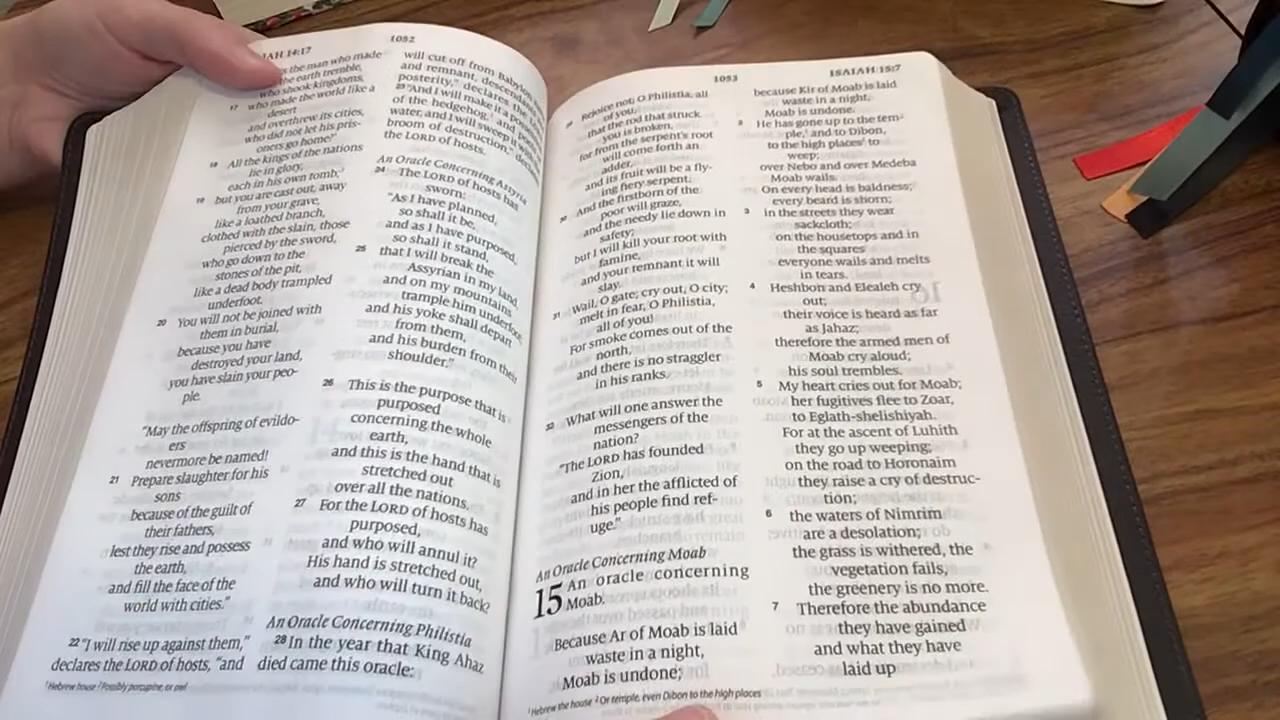 IAH 14:17
1052
s the man who made
the earth tremble,
who shook kingdoms,
17 who made the world like a
desert
and overthrew its cities,
who did not let his pris-
oners go home?’
18 All the kings of the nations
lie in glory,
each in his own tomb;1
19 but you are cast out, away
from your grave,
like a loathed branch,
clothed with the slain, those
pierced by the sword,
who go down to the
stones of the pit,
like a dead body trampled
underfoot.
20 You will not be joined with
them in burial,
because you have
destroyed your land,
you have slain your peo-
ple.
“May the offspring of evildo-
ers
nevermore be named!
21 Prepare slaughter for his
sons
because of the guilt of
their fathers,
lest they rise and possess
the earth,
and fill the face of the
world with cities.”
22 “I will rise up against them,”
declares the LORD of hosts, “and
will cut off from Babylon
and remnant, descendan
posterity,” declares the L
23 “And I will make it a posses
of the hedgehog,2 and pools
water, and I will sweep it with
broom of destruction,” declar
the LORD of hosts.
An Oracle Concerning Assyria
24 The LORD of hosts has
sworn:
“As I have planned,
so shall it be,
and as I have purposed,
so shall it stand,
25 that I will break the
Assyrian in my land,
and on my mountains
trample him underfoot;
and his yoke shall depart
from them,
and his burden from their
shoulder.”
26 This is the purpose that is
purposed
concerning the whole
earth,
and this is the hand that is
stretched out
over all the nations.
27 For the LORD of hosts has
purposed,
and who will annul it?
His hand is stretched out,
and who will turn it back?
An Oracle Concerning Philistia
28 In the year that King Ahaz
died came this oracle:
1 Hebrew house 2 Possibly porcupine, or owl
1053
ISAIAH 15:7
29 Rejoice not, O Philistia, all
of you,
that the rod that struck
you is broken,
for from the serpent's root
will come forth an
adder,
and its fruit will be a fly-
ing fiery serpent.
30 And the firstborn of the
poor will graze,
and the needy lie down in
safety;
but I will kill your root with
famine,
and your remnant it will
slay.
31 Wail, O gate; cry out, O city;
melt in fear, O Philistia,
all of you!
For smoke comes out of the
north,
and there is no straggler
in his ranks.
32 What will one answer the
messengers of the
nation?
“The LORD has founded
Zion,
and in her the afflicted of
his people find ref-
uge.”
An Oracle Concerning Moab
15 An oracle concerning
Moab.
Because Ar of Moab is laid
waste in a night,
Moab is undone;
because Kir of Moab is laid
waste in a night,
Moab is undone.
2 He has gone up to the tem-
ple,1 and to Dibon,
to the high places2 to
weep;
over Nebo and over Medeba
Moab wails.
On every head is baldness;
every beard is shorn;
3 in the streets they wear
sackcloth;
on the housetops and in
the squares
everyone wails and melts
in tears.
4 Heshbon and Elealeh cry
out;
their voice is heard as far
as Jahaz;
therefore the armed men of
Moab cry aloud;
his soul trembles.
5 My heart cries out for Moab;
her fugitives flee to Zoar,
to Eglath-shelishiyah.
For at the ascent of Luhith
they go up weeping;
on the road to Horonaim
they raise a cry of destruc-
tion;
6 the waters of Nimrim
are a desolation;
the grass is withered, the
vegetation fails,
the greenery is no more.
7 Therefore the abundance
they have gained
and what they have
laid up
1 Hebrew the house 2 Or temple, even Dibon to the high places